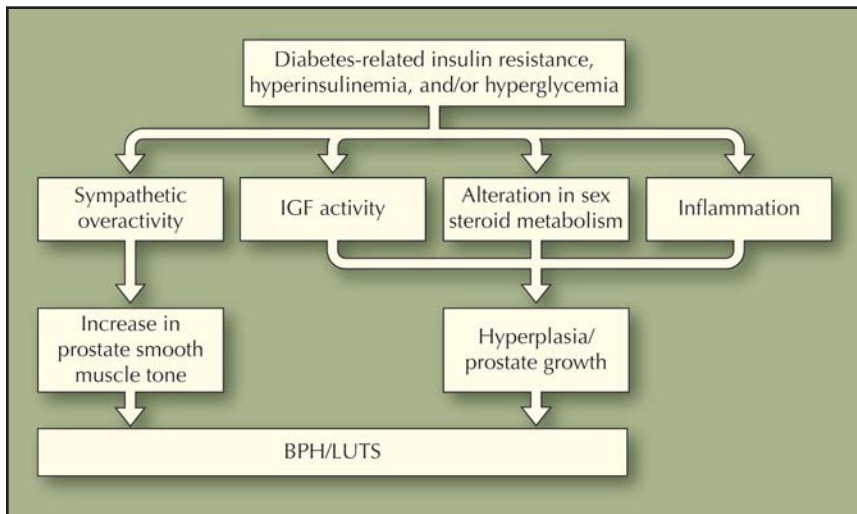 Diabetes-related insulin resistance,
hyperinsulinemia, and/or hyperglycemia
Sympathetic
overactivity
IGF activity
Alteration in sex
steroid metabolism
Inflammation
Increase in
prostate smooth
muscle tone
Hyperplasia/
prostate growth
BPH/LUTS